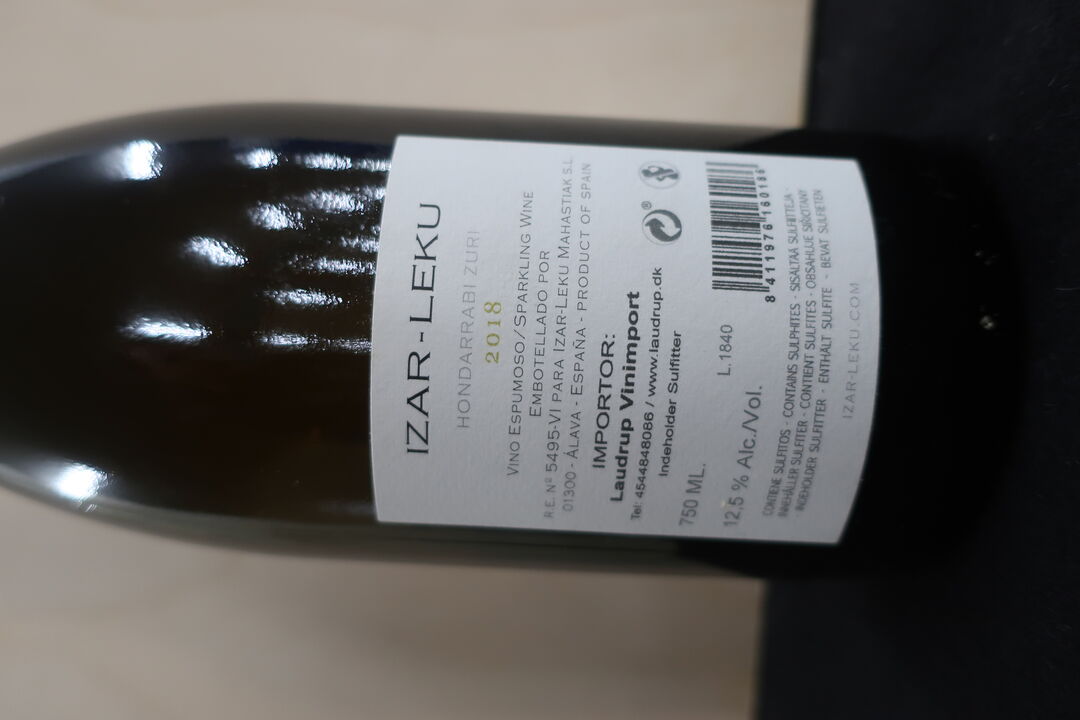 IZAR-LEKU
HONDARRABI ZURI
2018
VINO ESPUMOSO/SPARKLING WINE
EMBOTELLADO POR
R.E. Nº 5495-VI PARA IZAR-LEKU MAHASTIAK S.L
01300 - ÁLAVA - ESPAÑA - PRODUCT OF SPAIN
IMPORTOR:
Laudrup Vinimport
Tel: 4544848086 / www.laudrup.dk
Indeholder Sulfitter
750 ML.
12,5 % Alc./Vol.
L.1840
8 411976 160186
CONTIENE SULFITOS - CONTAINS SULPHITES - SISÄLTÄÄ SULFIITTEJA -
INNEHÅLLER SULFITER - CONTIENT SULFITES - OBSAHUJE SIŘIČITANY
- INDEHOLDER SULFITTER - ENTHÄLT SULFITE - BEVAT SULFIETEN
IZAR-LEKU.COM